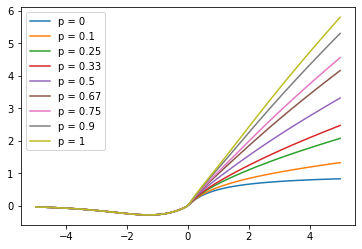 6
5
4
3
2
1
0
−4
−2
0
2
4
p = 0
p = 0.1
p = 0.25
p = 0.33
p = 0.5
p = 0.67
p = 0.75
p = 0.9
p = 1